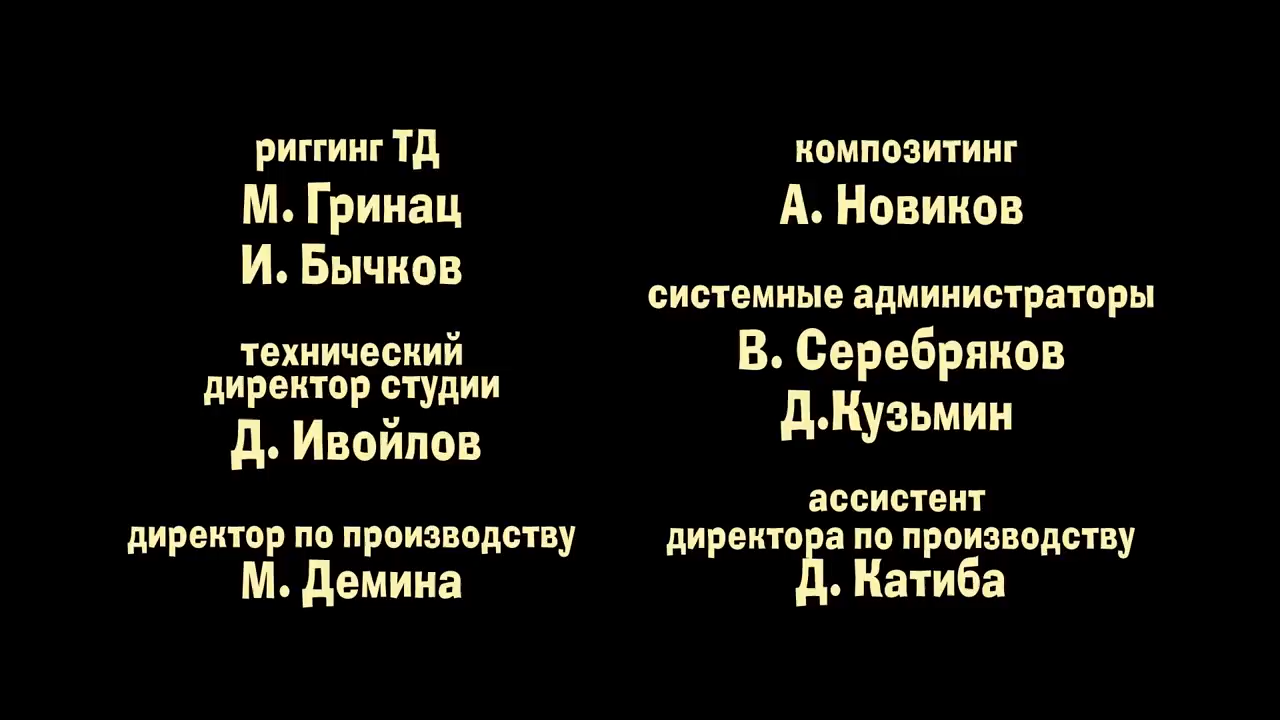 риггинг ТД
М. Гринац
И. Бычков
технический
директор студии
Д. Ивойлов
директор по производству
М. Демина
композитинг
А. Новиков
системные администраторы
В. Серебряков
Д.Кузьмин
ассистент
директора по производству
Д. Катиба